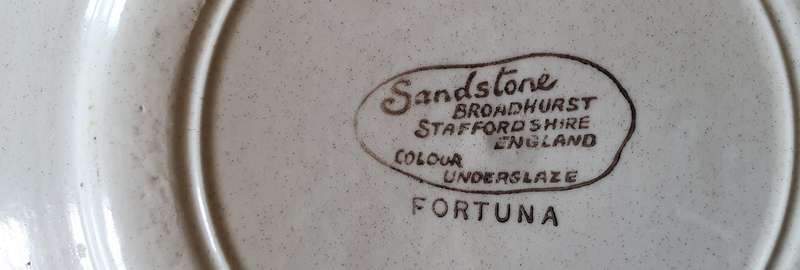 Sandstone
BROADHURST
STAFFORDSHIRE
ENGLAND
COLOUR
UNDERGLAZE
FORTUNA